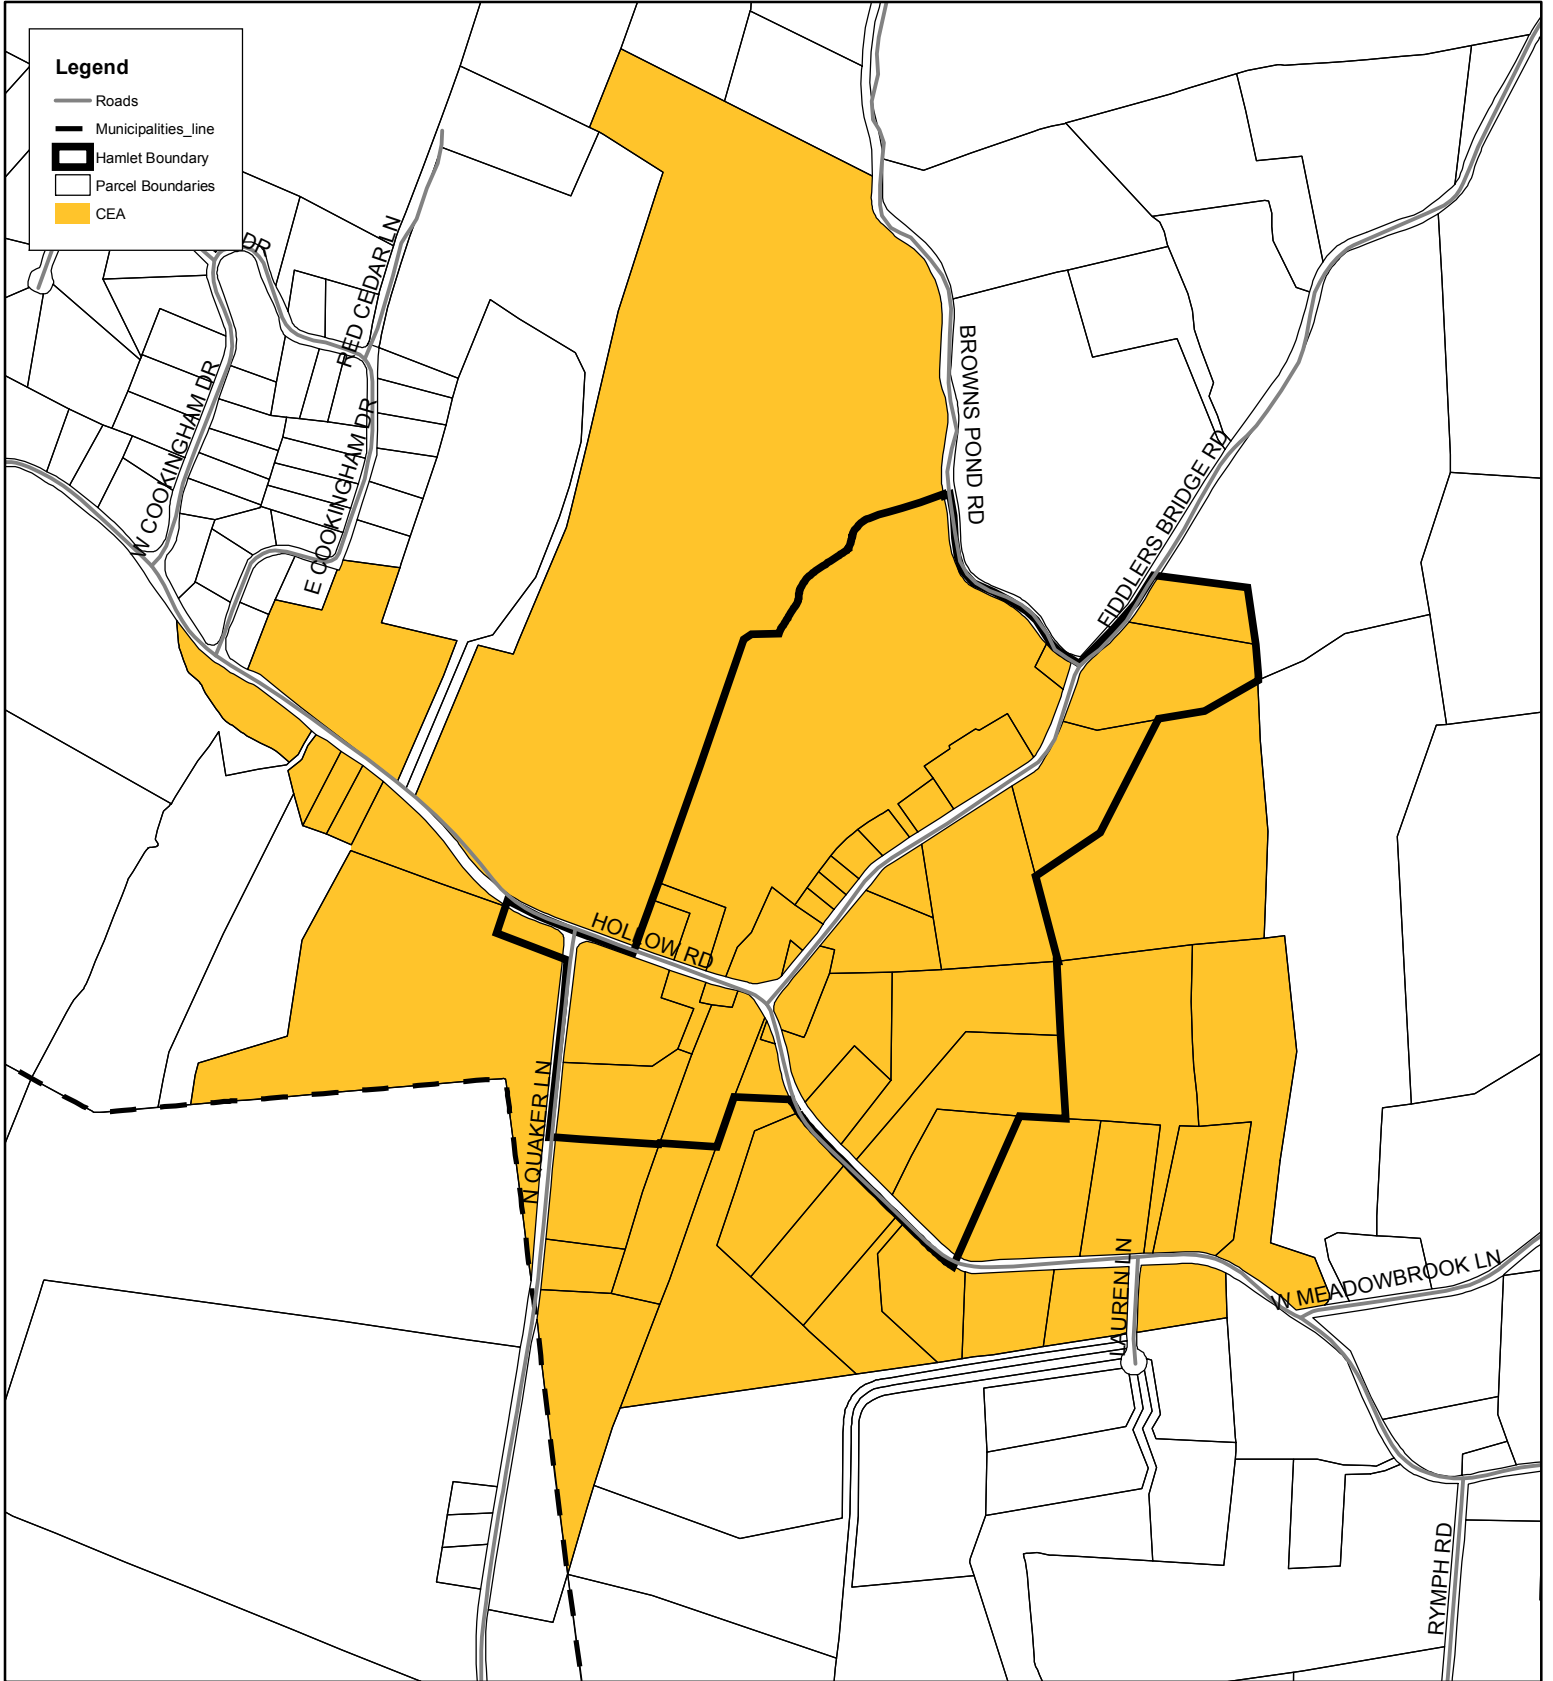 Legend
Roads
Municipalities_line
Hamlet Boundary
Parcel Boundaries
CEA
DR
RED CEDAR LN
W COOKINGHAM DR
E COOKINGHAM DR
BROWNS POND RD
FIDDLERS BRIDGE RD
HOLLOW RD
N QUAKER LN
LAUREN LN
W MEADOWBROOK LN
RYMPH RD